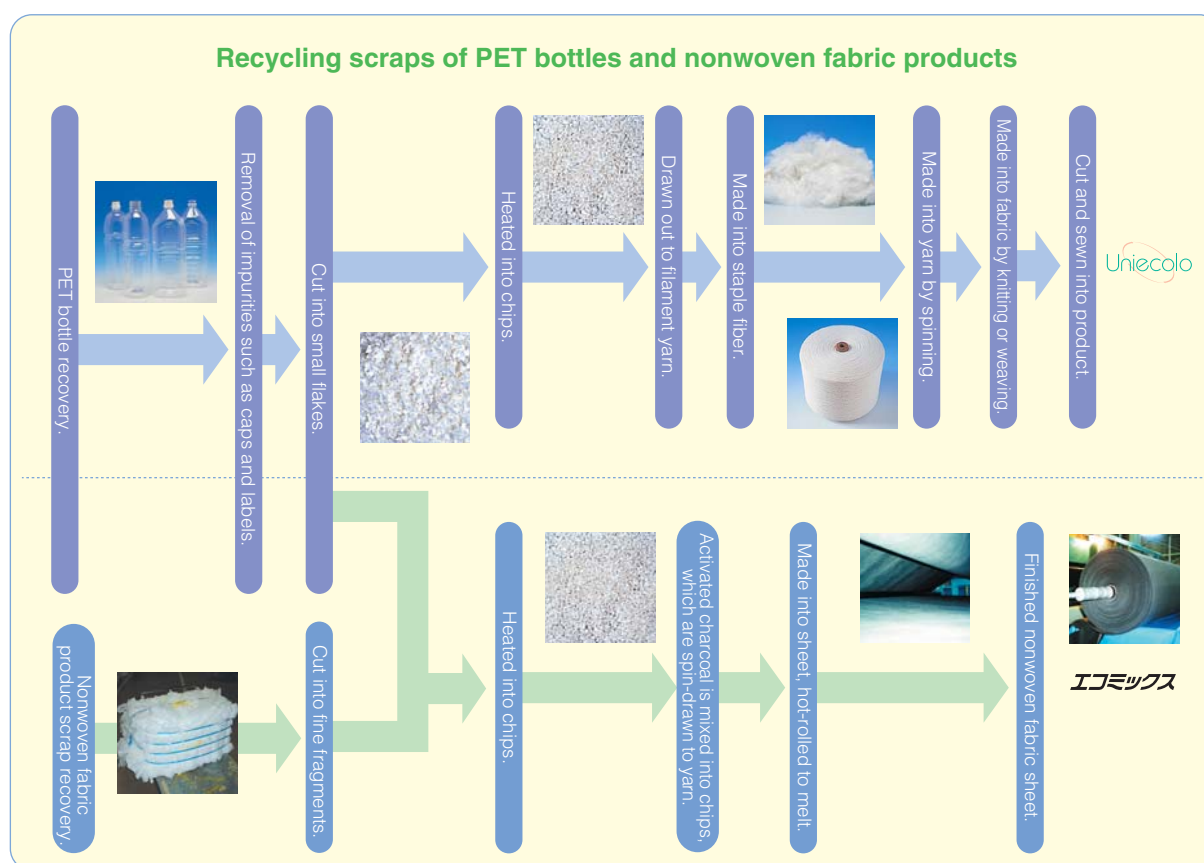 Recycling scraps of PET bottles and nonwoven fabric products
PET bottle recovery.
Removal of impurities such as caps and labels.
Cut into small flakes.
Heated into chips.
Drawn out to filament yarn.
Made into staple fiber.
Made into yarn by spinning.
Made into fabric by knitting or weaving.
Cut and sewn into product.
Uniecolo
Nonwoven fabric
product scrap recovery.
Cut into fine fragments.
Heated into chips.
Activated charcoal is mixed into chips,
which are spin-drawn to yarn.
Made into sheet, hot-rolled to melt.
Finished nonwoven fabric sheet.
エコミックス